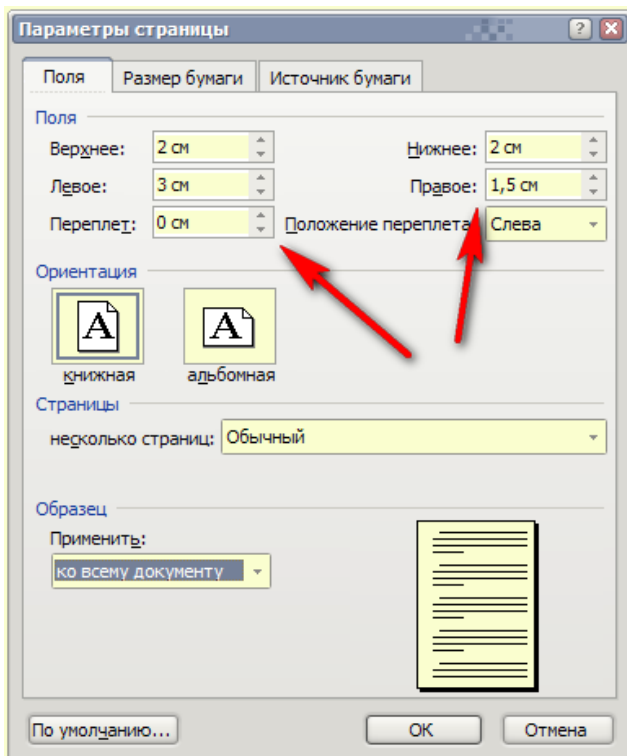 Параметры страницы
Поля Размер бумаги Источник бумаги
Поля
Верхнее: 2 см Нижнее: 2 см
Левое: 3 см Правое: 1,5 см
Переплет: 0 см Положение переплета: Слева
Ориентация
A A
книжная альбомная
Страницы
несколько страниц: Обычный
Образец
Применить:
ко всему документу
По умолчанию... ОК Отмена